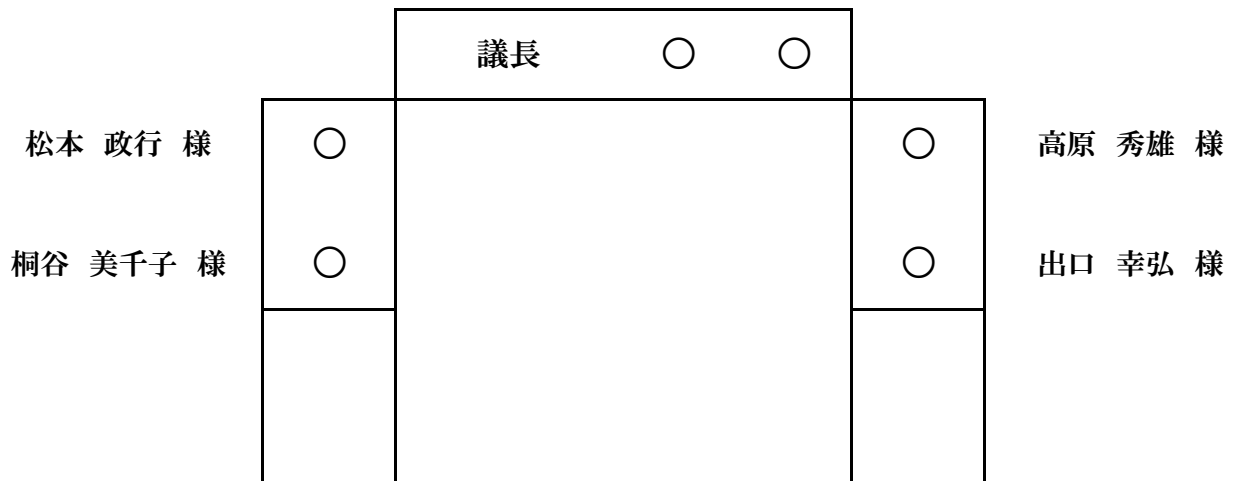 議長 ○ ○
松本 政行 様 ○ ○ 高原 秀雄 様
桐谷 美千子 様 ○ ○ 出口 幸弘 様